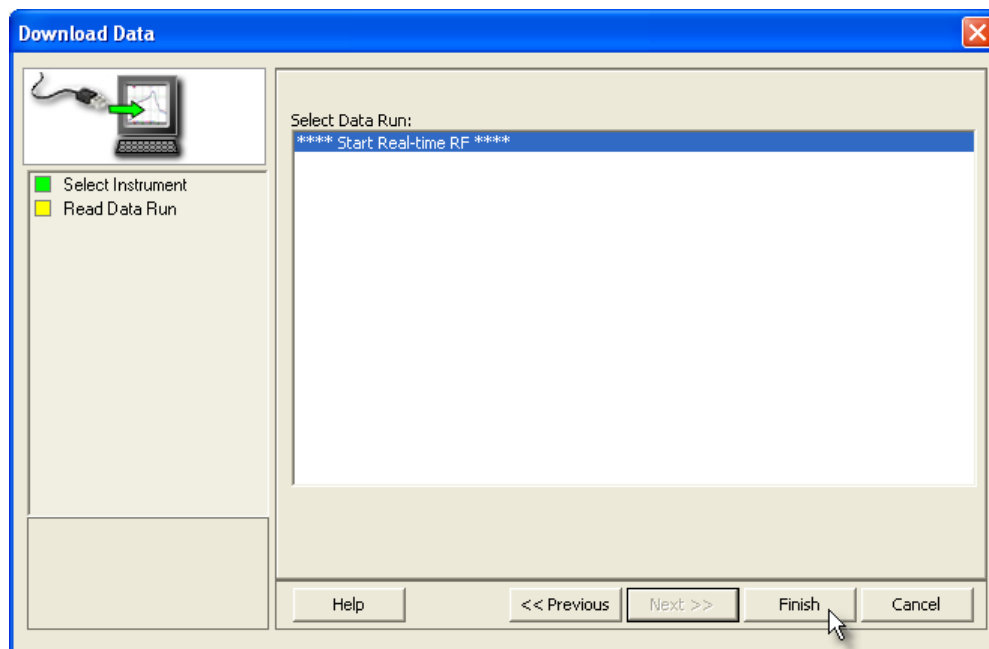 Download Data
Select Instrument
Read Data Run
Select Data Run:
**** Start Real-time RF ****
Help
<< Previous
Next >>
Finish
Cancel